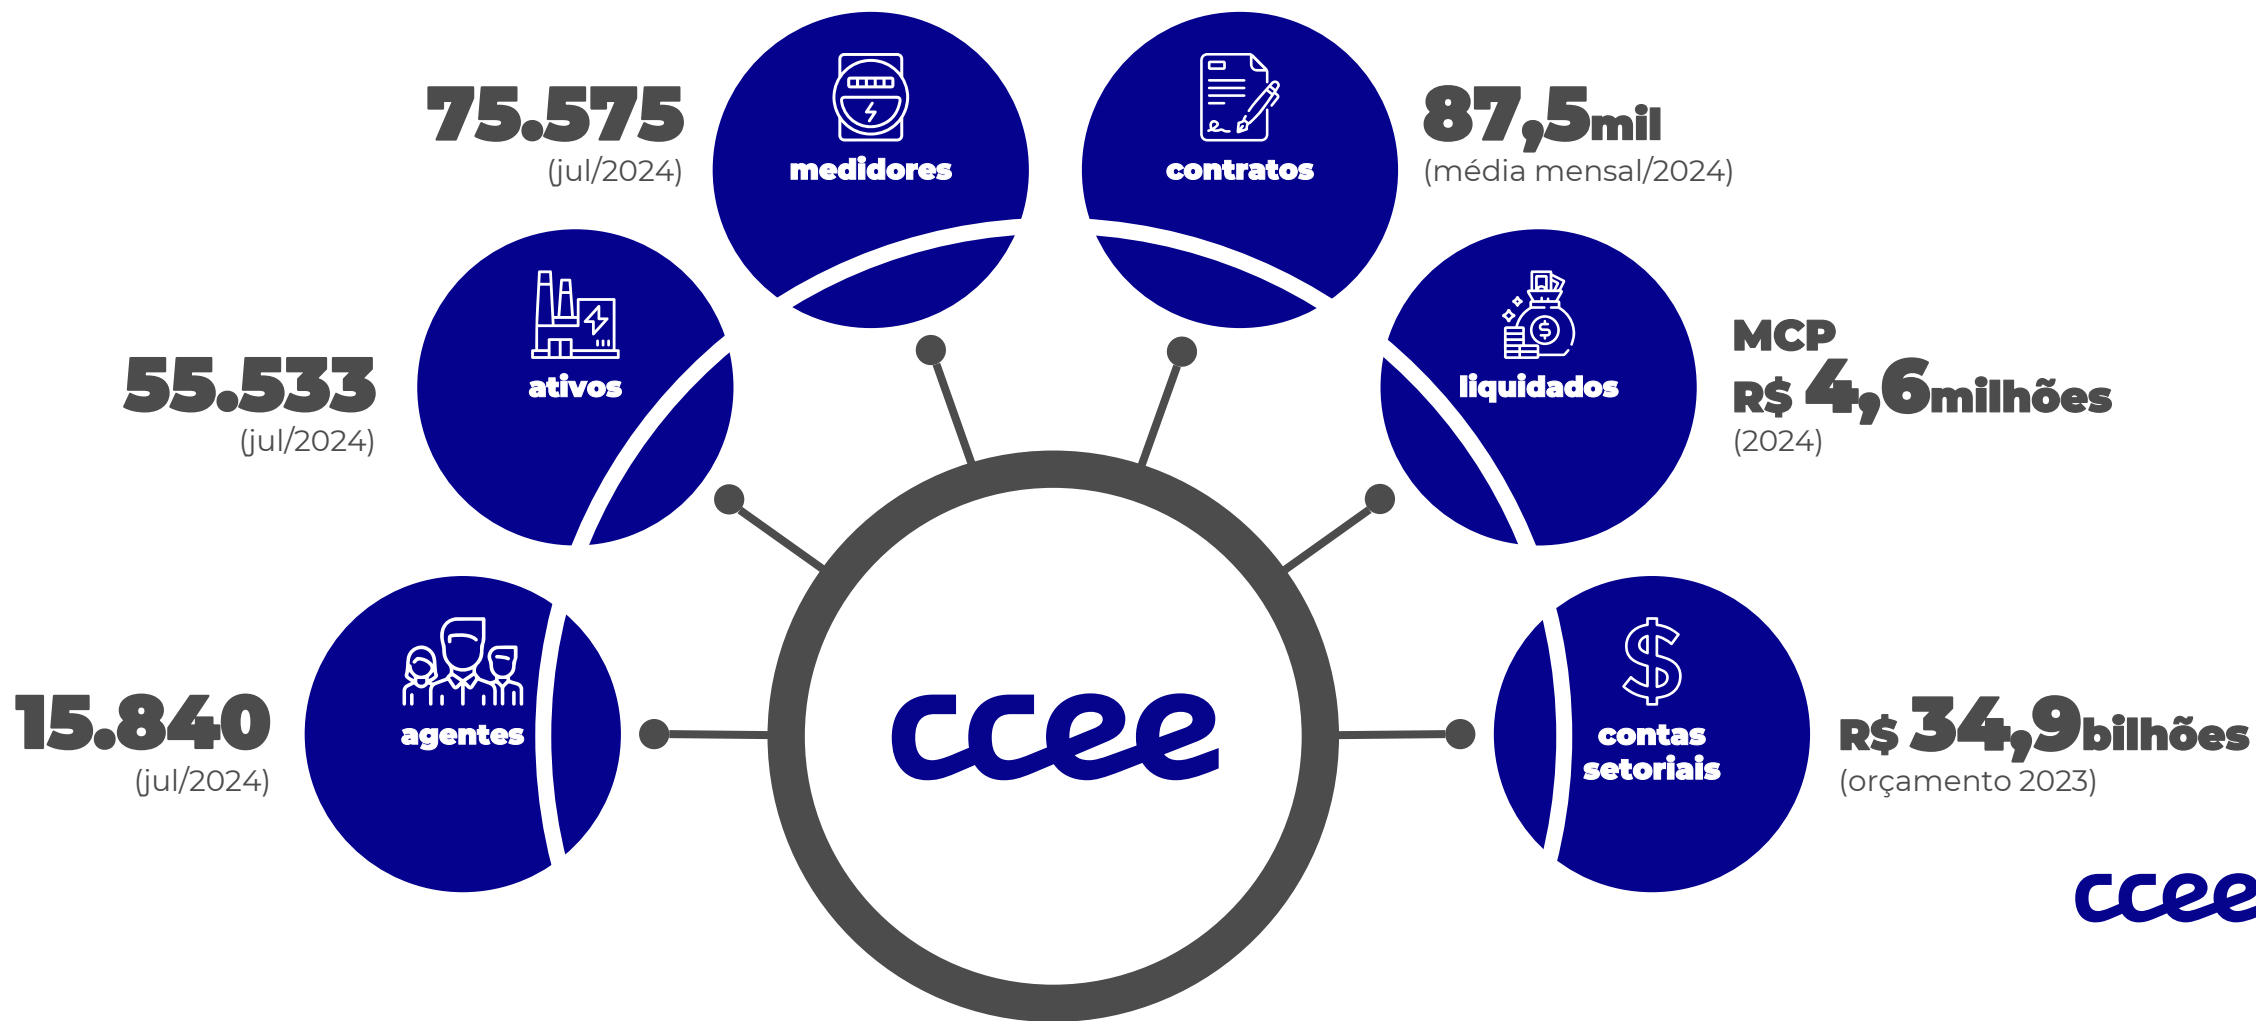 75.575
(jul/2024)
medidores
contratos
87,5mil
(média mensal/2024)
55.533
(jul/2024)
ativos
liquidados
MCP
R$ 4,6milhões
(2024)
15.840
(jul/2024)
agentes
ccee
contas
setoriais
R$ 34,9bilhões
(orçamento 2023)
ccee